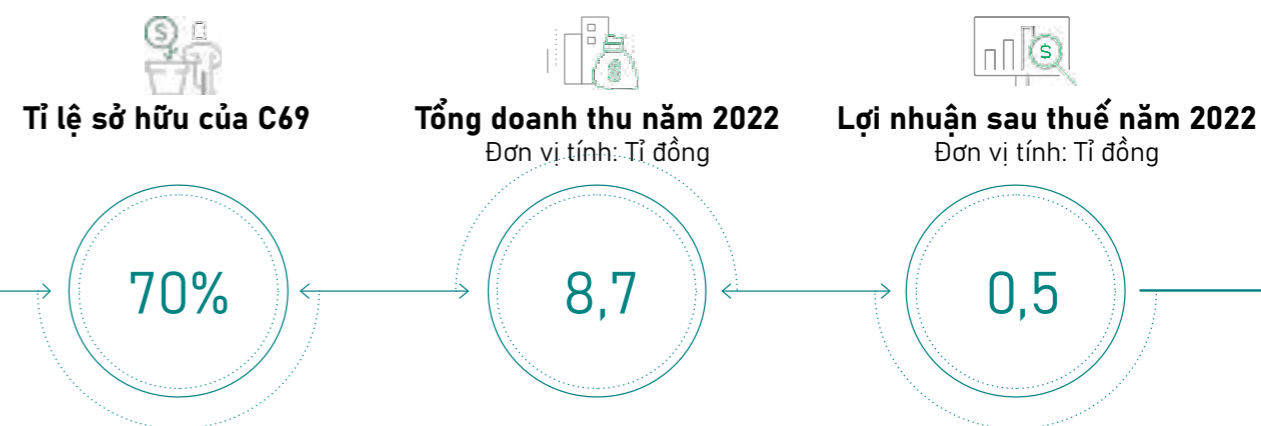 Tỉ lệ sở hữu của C69
70%
Tổng doanh thu năm 2022
Đơn vị tính: Tỉ đồng
8,7
Lợi nhuận sau thuế năm 2022
Đơn vị tính: Tỉ đồng
0,5